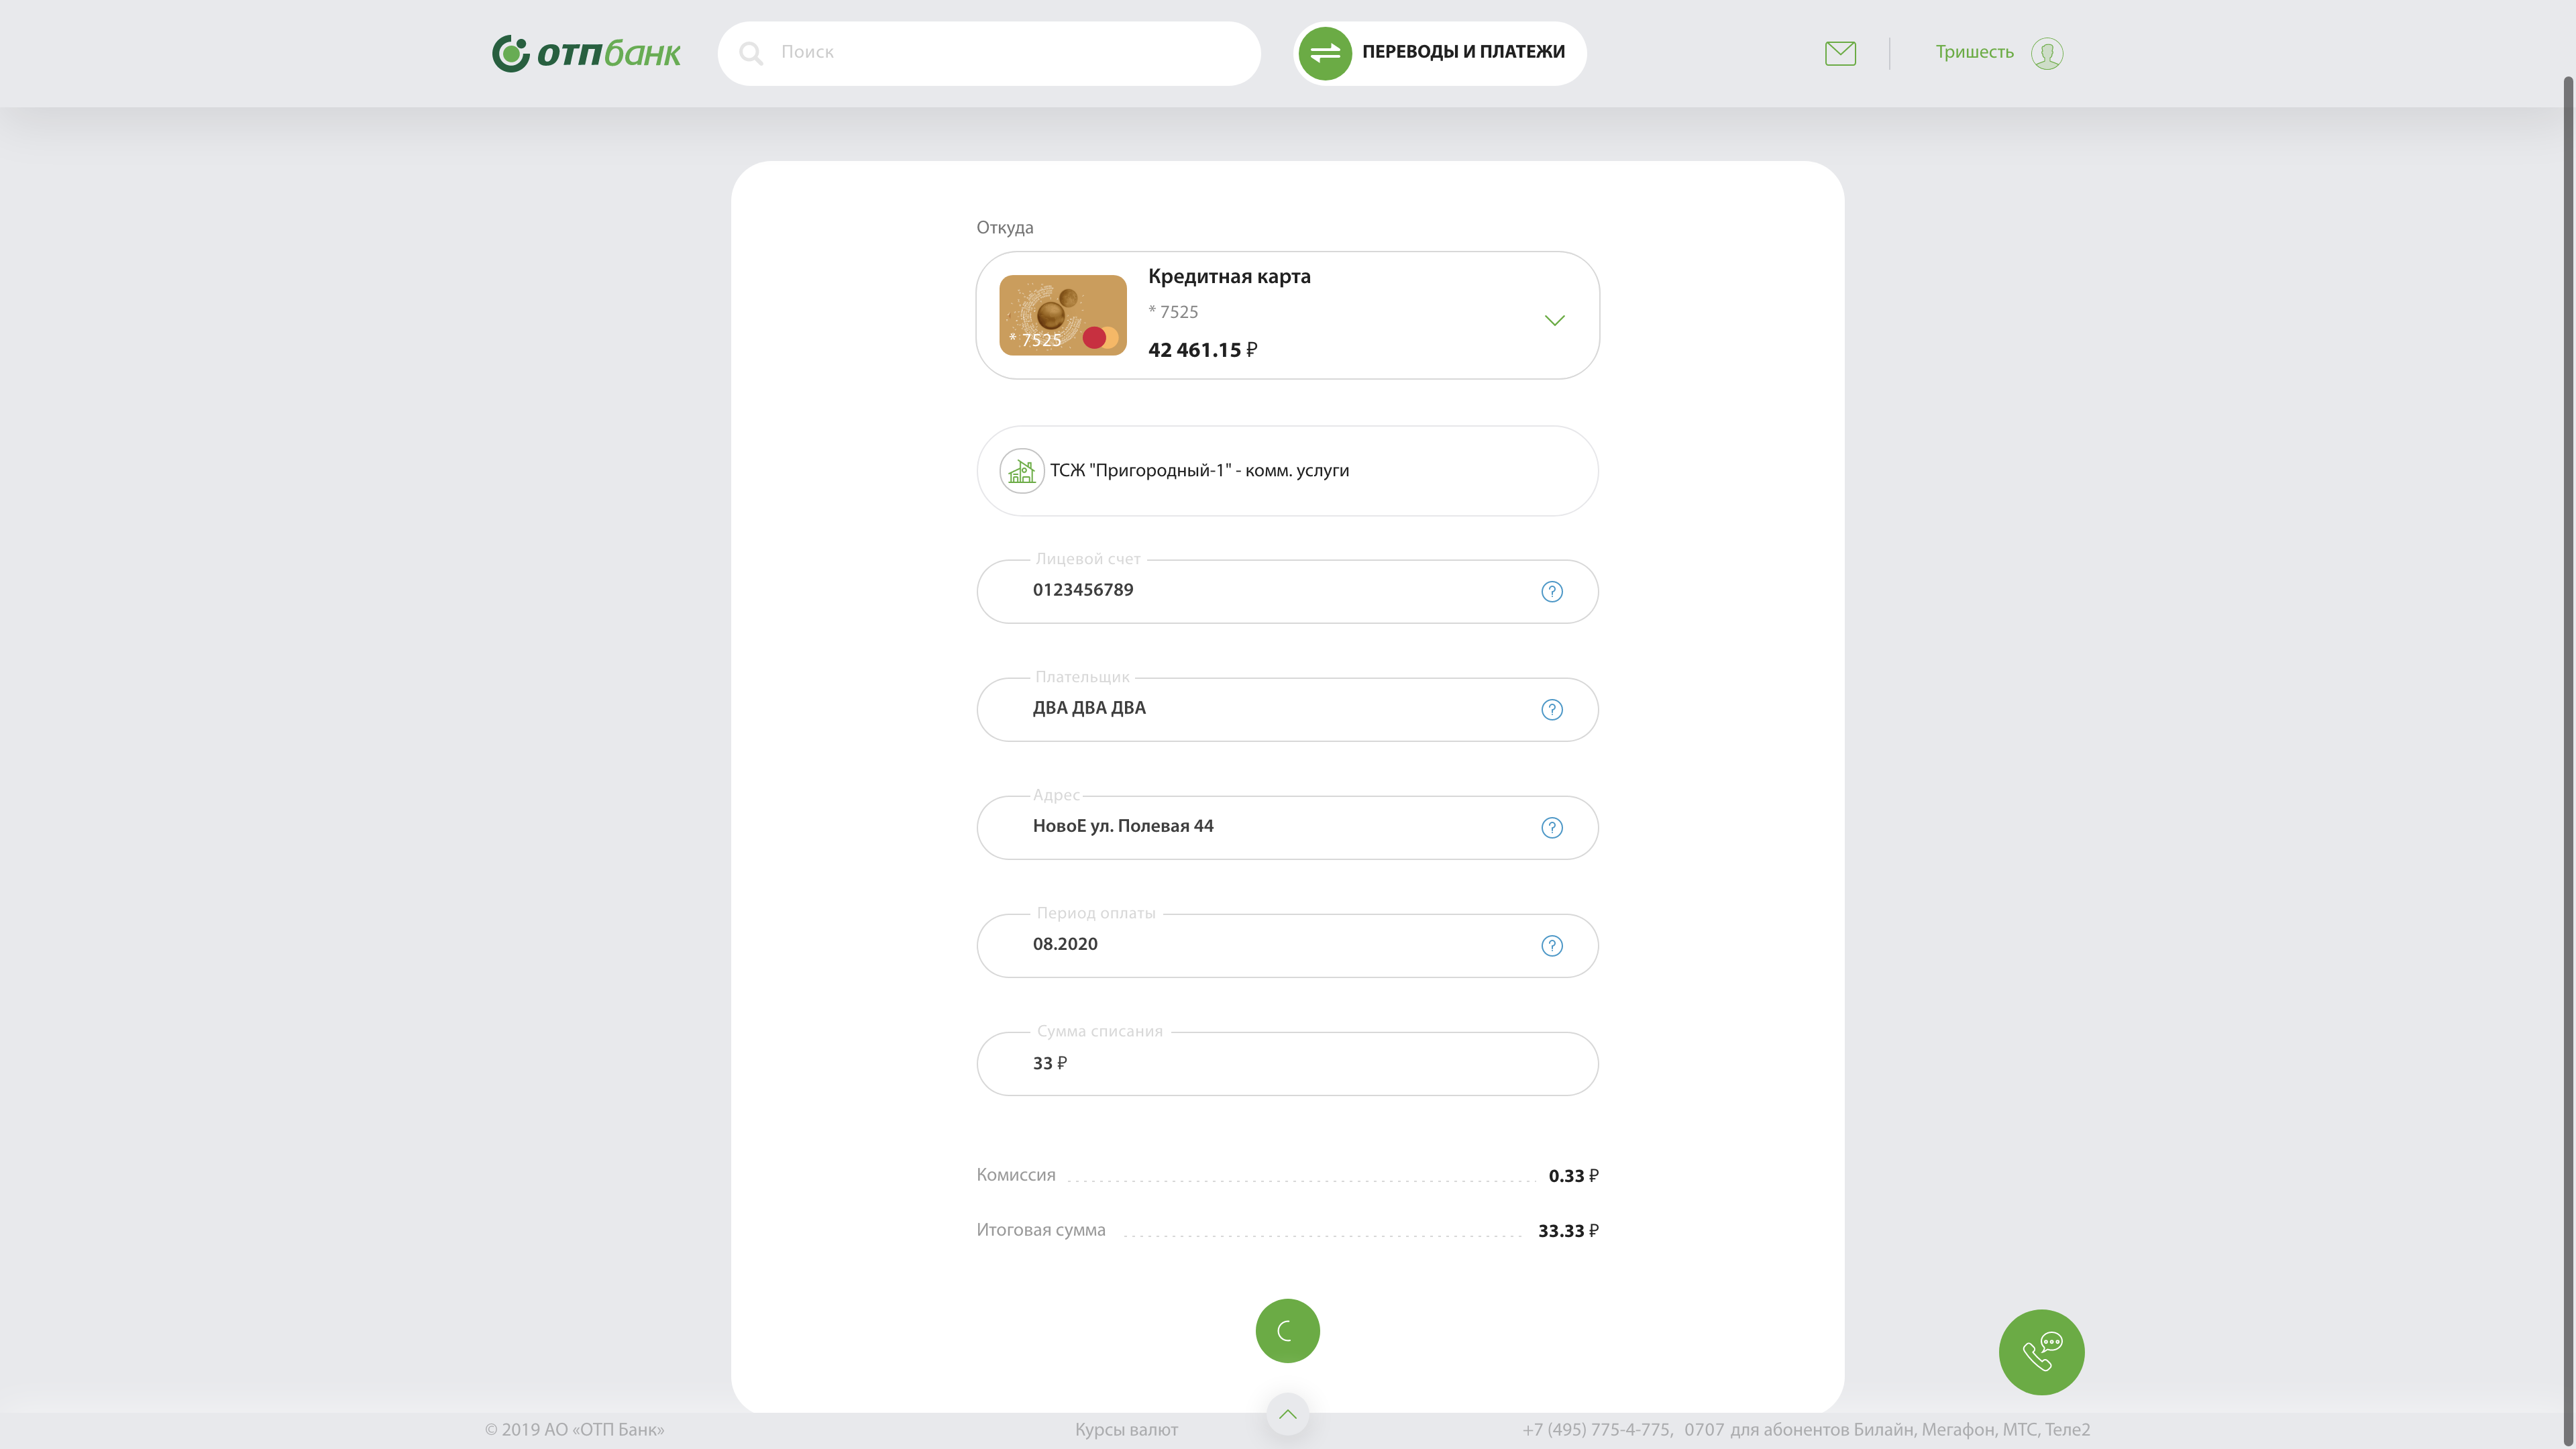 отпбанк
Поиск
ПЕРЕВОДЫ И ПЛАТЕЖИ
Тришесть
Откуда
* 7525
Кредитная карта
* 7525
42 461.15 ₽
ТСЖ "Пригородный-1" - комм. услуги
Лицевой счет
0123456789
?
Плательщик
ДВА ДВА ДВА
?
Адрес
НовоЕ ул. Полевая 44
?
Период оплаты
08.2020
?
Сумма списания
33 ₽
Комиссия 0.33 ₽
Итоговая сумма 33.33 ₽
© 2019 АО «ОТП Банк» Курсы валют +7 (495) 775-4-775, 0707 для абонентов Билайн, Мегафон, МТС, Теле2